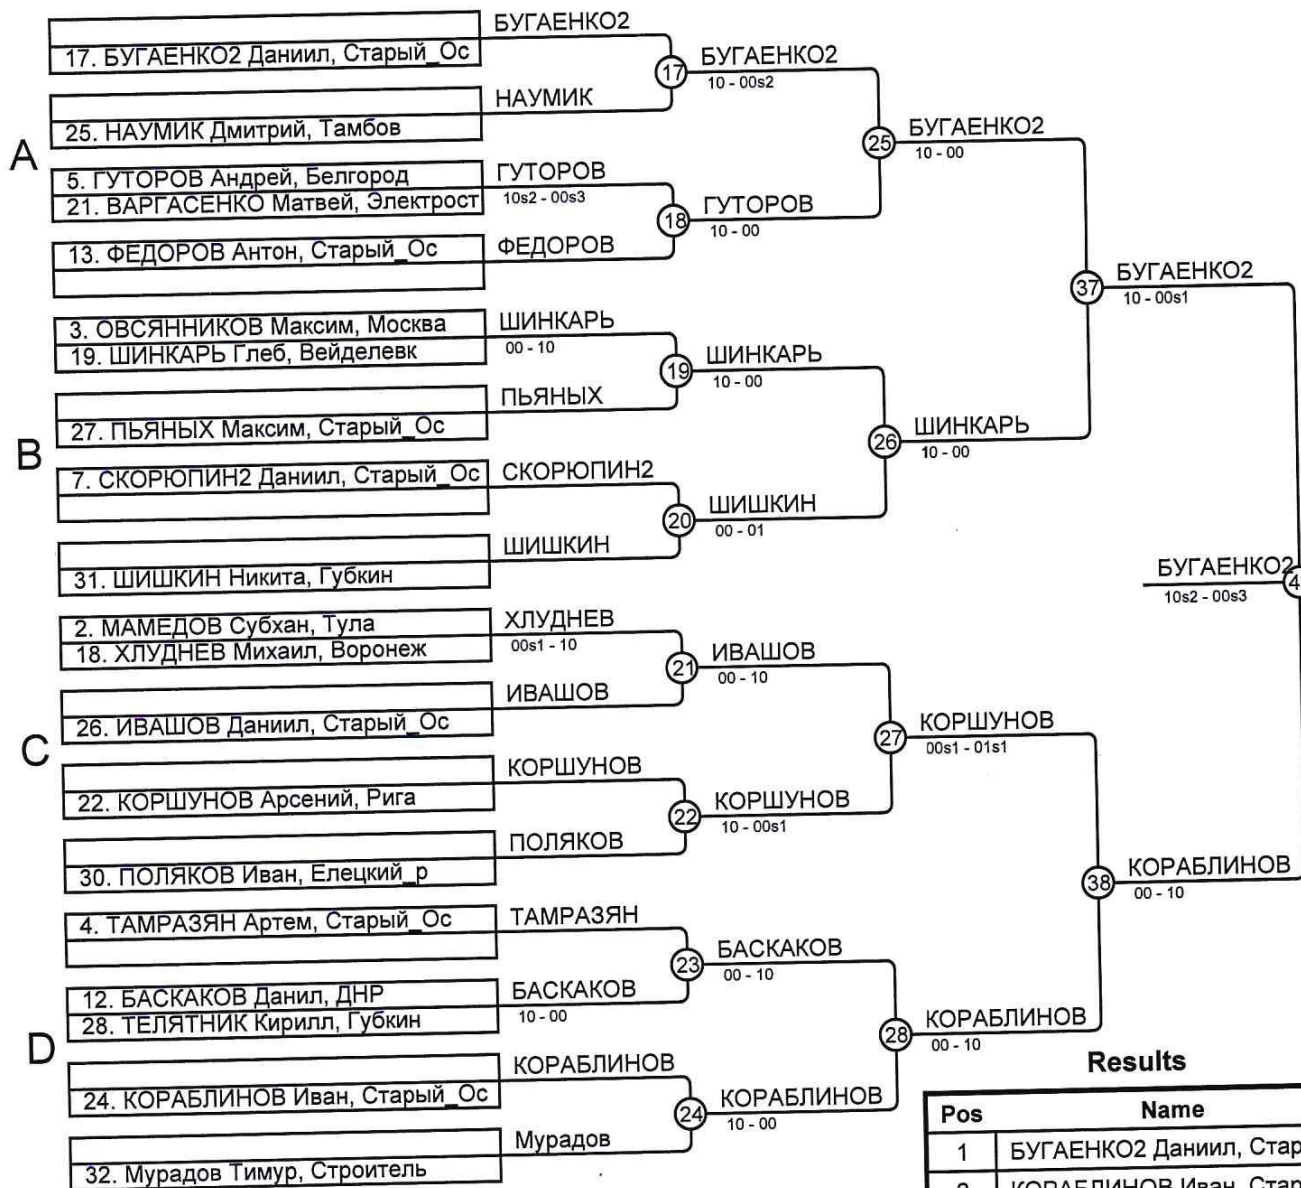 A
17. БУГАЕНКО2 Даниил, Старый_Ос
25. НАУМИК Дмитрий, Тамбов
5. ГУТОРОВ Андрей, Белгород
21. ВАРГАСЕНКО Матвей, Электрост
13. ФЕДОРОВ Антон, Старый_Ос
B
3. ОВСЯННИКОВ Максим, Москва
19. ШИНКАРЬ Глеб, Вейделевк
27. ПЬЯНЫХ Максим, Старый_Ос
7. СКОРЮПИН2 Даниил, Старый_Ос
31. ШИШКИН Никита, Губкин
C
2. МАМЕДОВ Субхан, Тула
18. ХЛУДНЕВ Михаил, Воронеж
26. ИВАШОВ Даниил, Старый_Ос
22. КОРШУНОВ Арсений, Рига
30. ПОЛЯКОВ Иван, Елецкий_р
D
4. ТАМРАЗЯН Артем, Старый_Ос
12. БАСКАКОВ Данил, ДНР
28. ТЕЛЯТНИК Кирилл, Губкин
24. КОРАБЛИНОВ Иван, Старый_Ос
32. Мурадов Тимур, Строитель
БУГАЕНКО2
НАУМИК
ГУТОРОВ
10s2 - 00s3
ФЕДОРОВ
ШИНКАРЬ
00 - 10
ПЬЯНЫХ
СКОРЮПИН2
ШИШКИН
ХЛУДНЕВ
00s1 - 10
ИВАШОВ
КОРШУНОВ
ПОЛЯКОВ
ТАМРАЗЯН
БАСКАКОВ
10 - 00
КОРАБЛИНОВ
Мурадов
17
БУГАЕНКО2
10 - 00s2
18
ГУТОРОВ
10 - 00
19
ШИНКАРЬ
10 - 00
20
ШИШКИН
00 - 01
21
ИВАШОВ
00 - 10
22
КОРШУНОВ
10 - 00s1
23
БАСКАКОВ
00 - 10
24
КОРАБЛИНОВ
10 - 00
25
БУГАЕНКО2
10 - 00
26
ШИНКАРЬ
10 - 00
27
КОРШУНОВ
00s1 - 01s1
28
КОРАБЛИНОВ
00 - 10
37
БУГАЕНКО2
10 - 00s1
38
КОРАБЛИНОВ
00 - 10
БУГАЕНКО2
10s2 - 00s3
Results
Pos Name
1 БУГАЕНКО2 Даниил, Стар
КОРАБЛИНОВ Иван, Стар